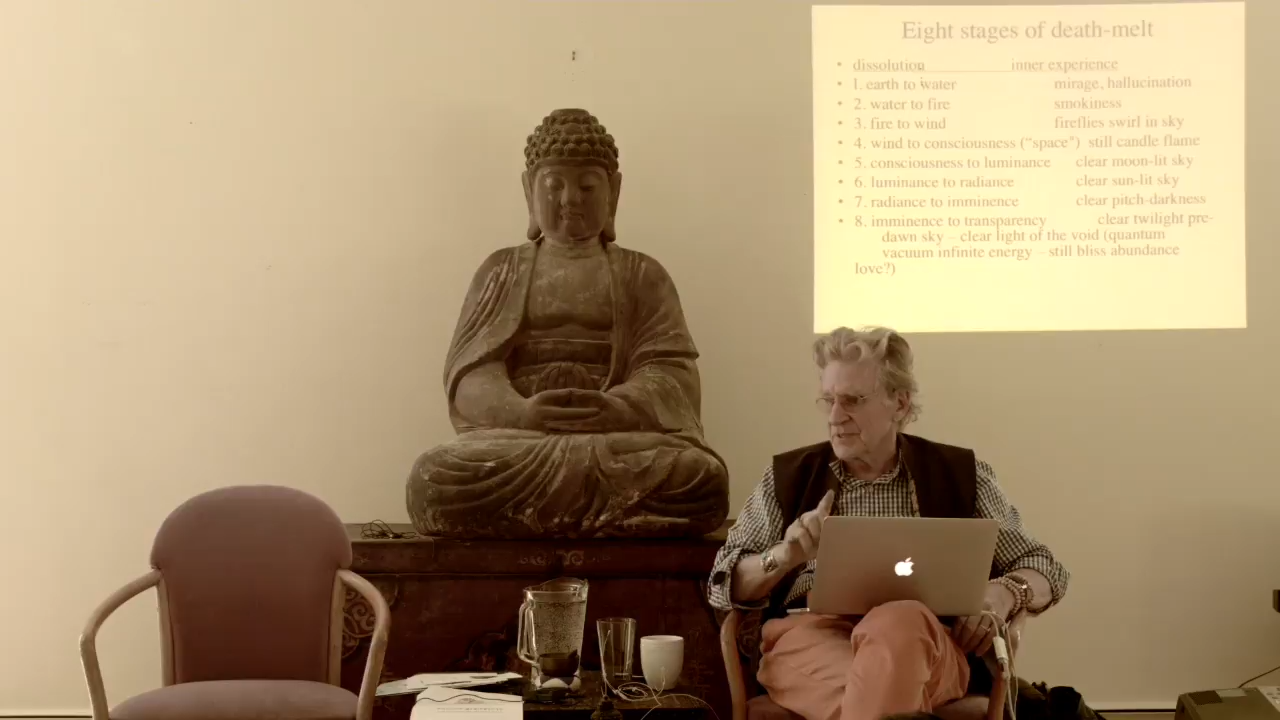 Eight stages of death-melt
• dissolution inner experience
• 1. earth to water mirage, hallucination
• 2. water to fire smokiness
• 3. fire to wind fireflies swirl in sky
• 4. wind to consciousness ("space") still candle flame
• 5. consciousness to luminance clear moon-lit sky
• 6. luminance to radiance clear sun-lit sky
• 7. radiance to imminence clear pitch-darkness
• 8. imminence to transparency clear twilight pre-
dawn sky – clear light of the void (quantum
vacuum infinite energy – still bliss abundance
love?)